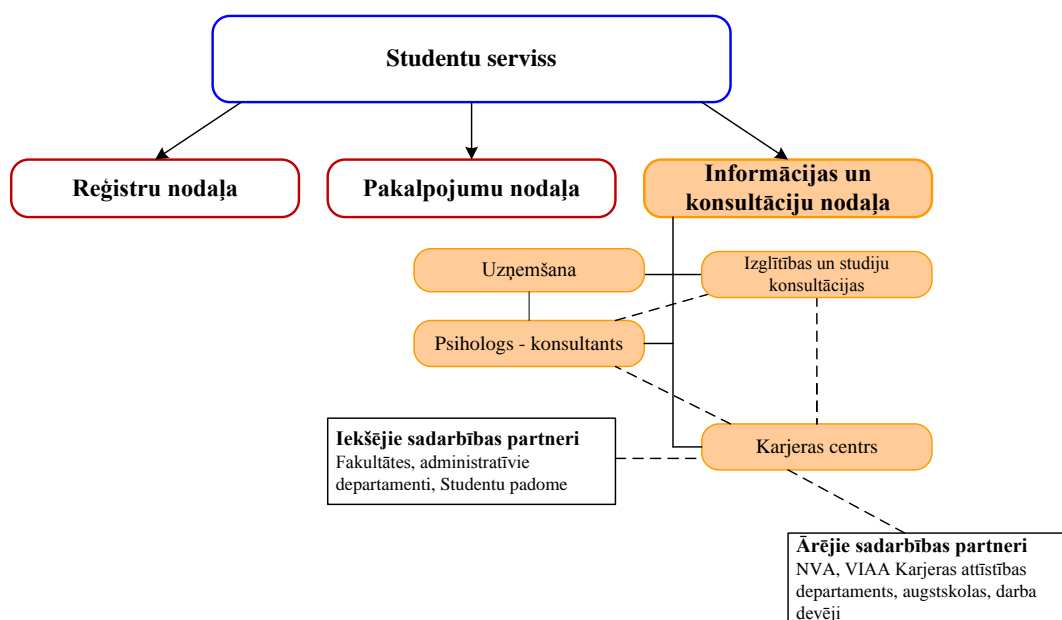 Studentu serviss
Reģistru nodaļa
Pakalpojumu nodaļa
Informācijas un
konsultāciju nodaļa
Uzņemšana
Izglītības un studiju
konsultācijas
Psihologs - konsultants
Iekšējie sadarbības partneri
Fakultātes, administratīvie
departamenti, Studentu padome
Karjeras centrs
Ārējie sadarbības partneri
NVA, VIAA Karjeras attīstības
departaments, augstskolas, darba
devēji